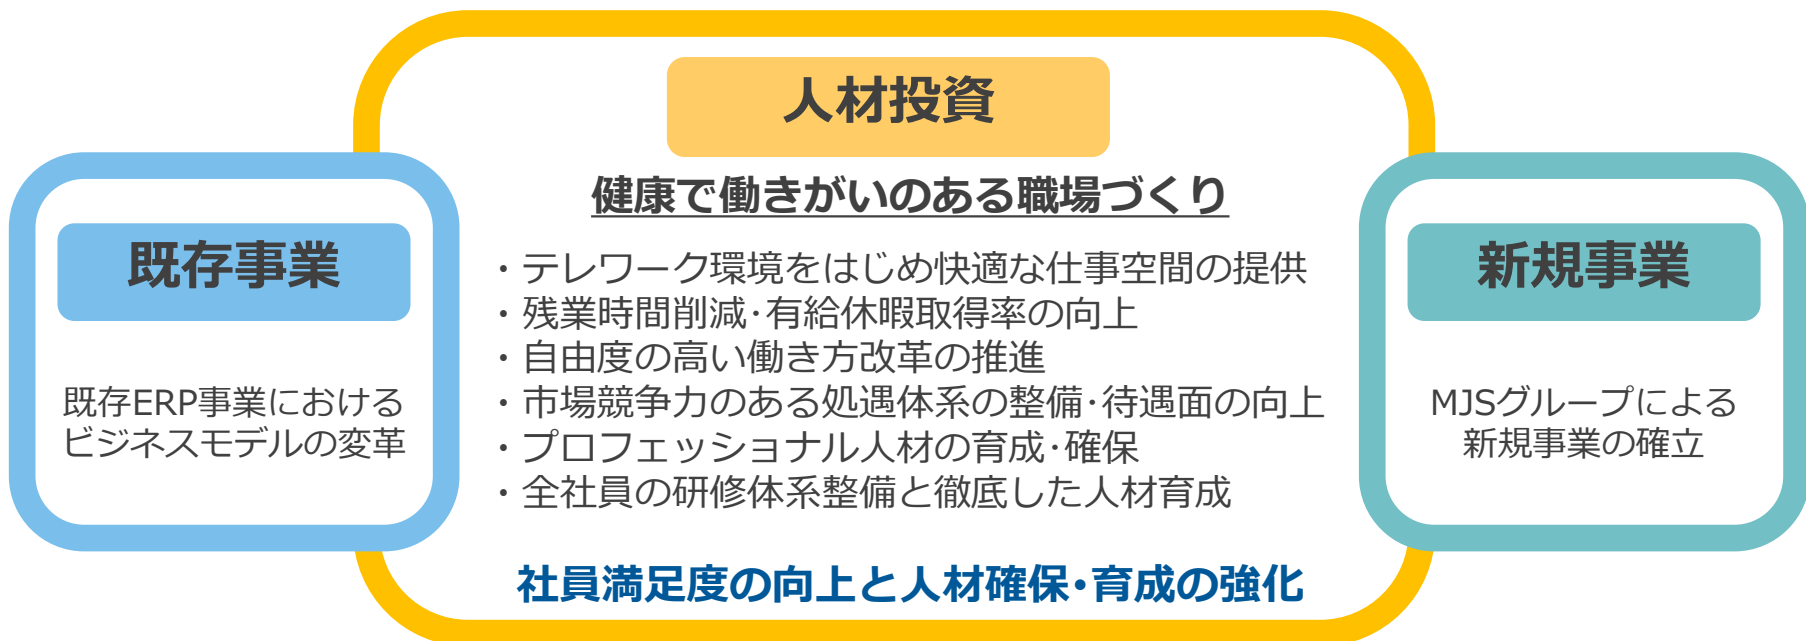 人材投資
健康で働きがいのある職場づくり
・テレワーク環境をはじめ快適な仕事空間の提供
・残業時間削減･有給休暇取得率の向上
・自由度の高い働き方改革の推進
・市場競争力のある処遇体系の整備･待遇面の向上
・プロフェッショナル人材の育成･確保
・全社員の研修体系整備と徹底した人材育成
社員満足度の向上と人材確保･育成の強化
既存事業
既存ERP事業における
ビジネスモデルの変革
新規事業
MJSグループによる
新規事業の確立